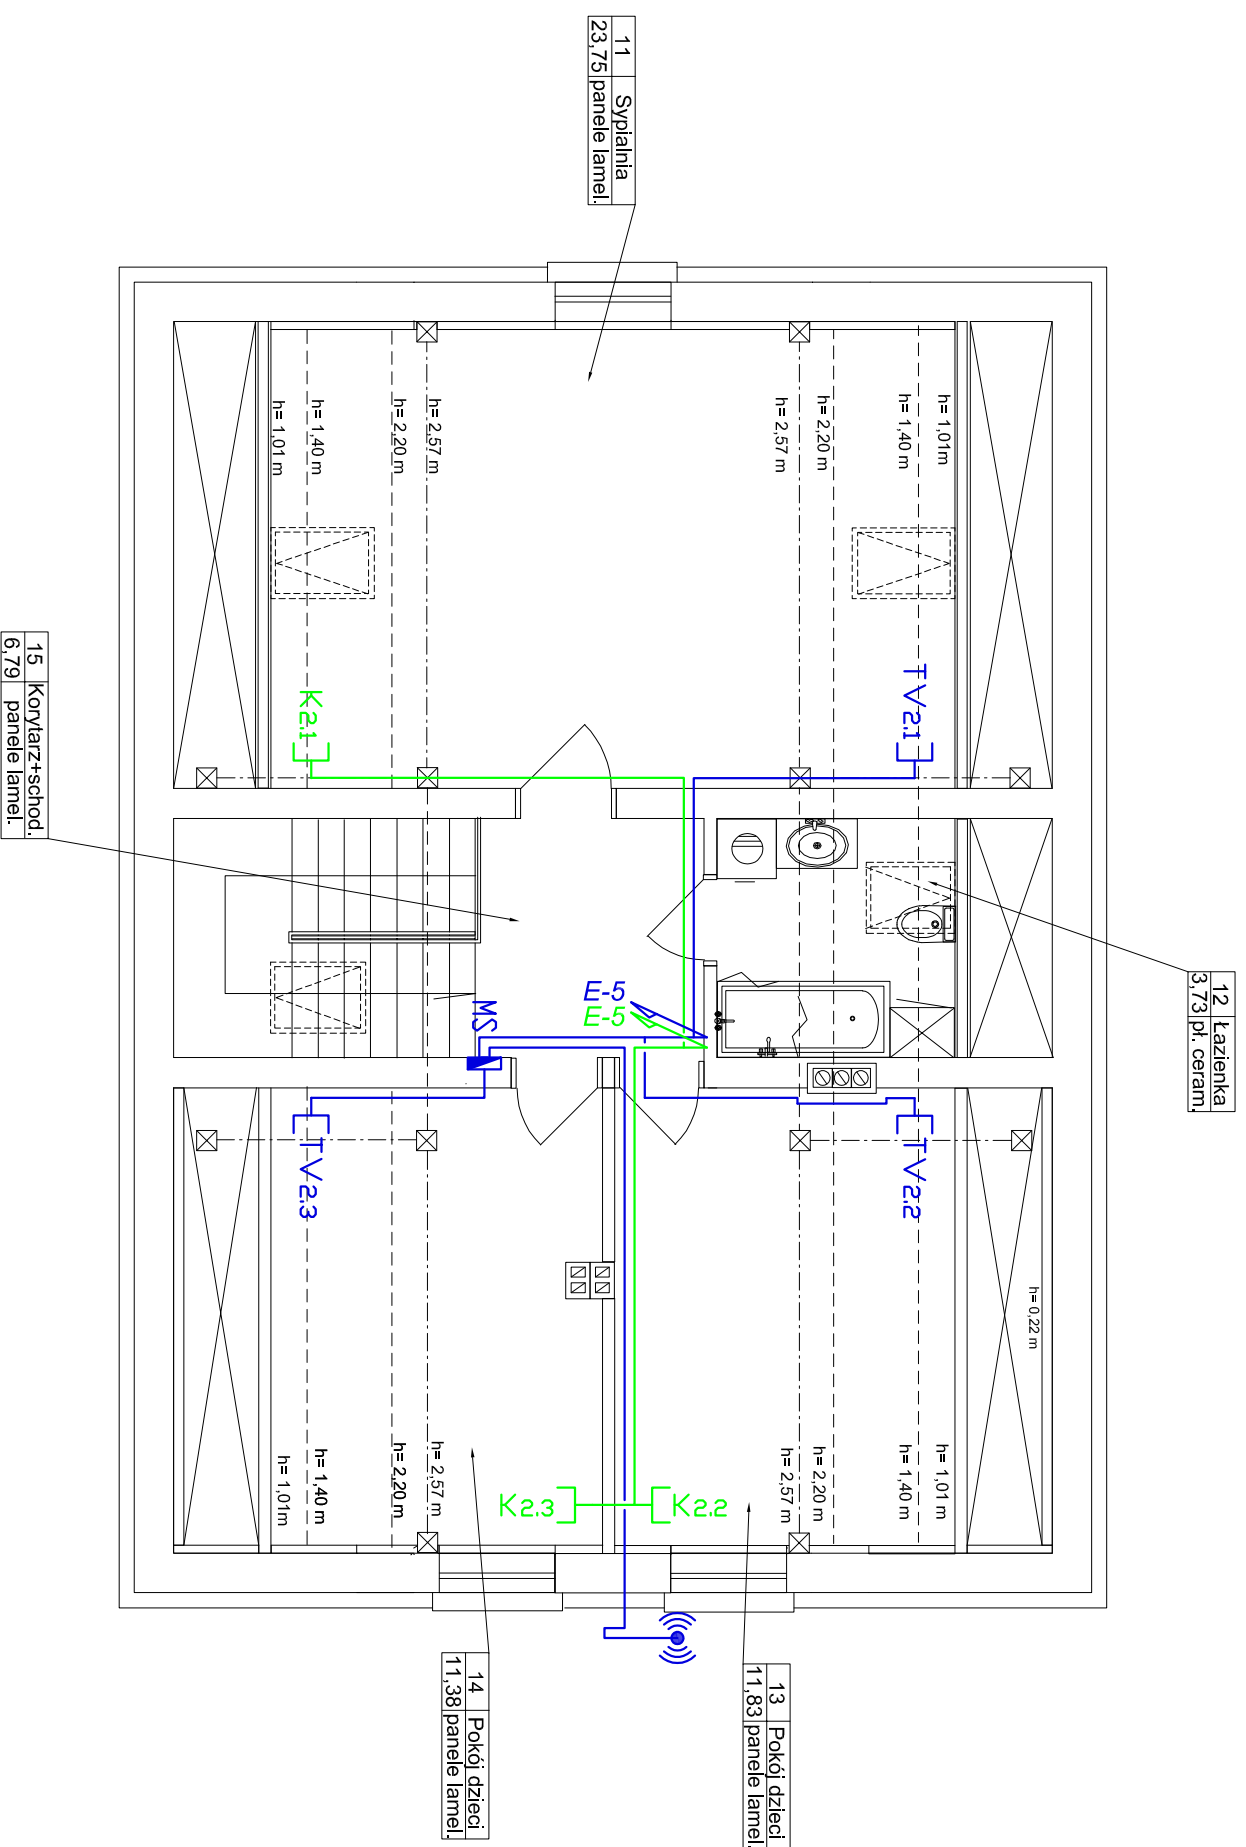 11 Sypialnia
23,75 panele lamel.
12 Łazienka
3,73 pł. ceram.
13 Pokój dzieci
11,83 panele lamel.
14 Pokój dzieci
11,38 panele lamel.
15 Korytarz+schod.
6,79 panele lamel.
h= 1,01m
h= 1,40 m
h= 2,20 m
h= 2,57 m
h= 2,57 m
h= 2,20 m
h= 1,40 m
h= 1,01 m
TV2.1
K2.1
E-5
E-5
MS
TV2.2
TV2.3
h= 0,22 m
h= 1,01 m
h= 1,40 m
h= 2,20 m
h= 2,57 m
h= 2,57 m
h= 2,20 m
h= 1,40 m
h= 1,01m
K2.3
K2.2